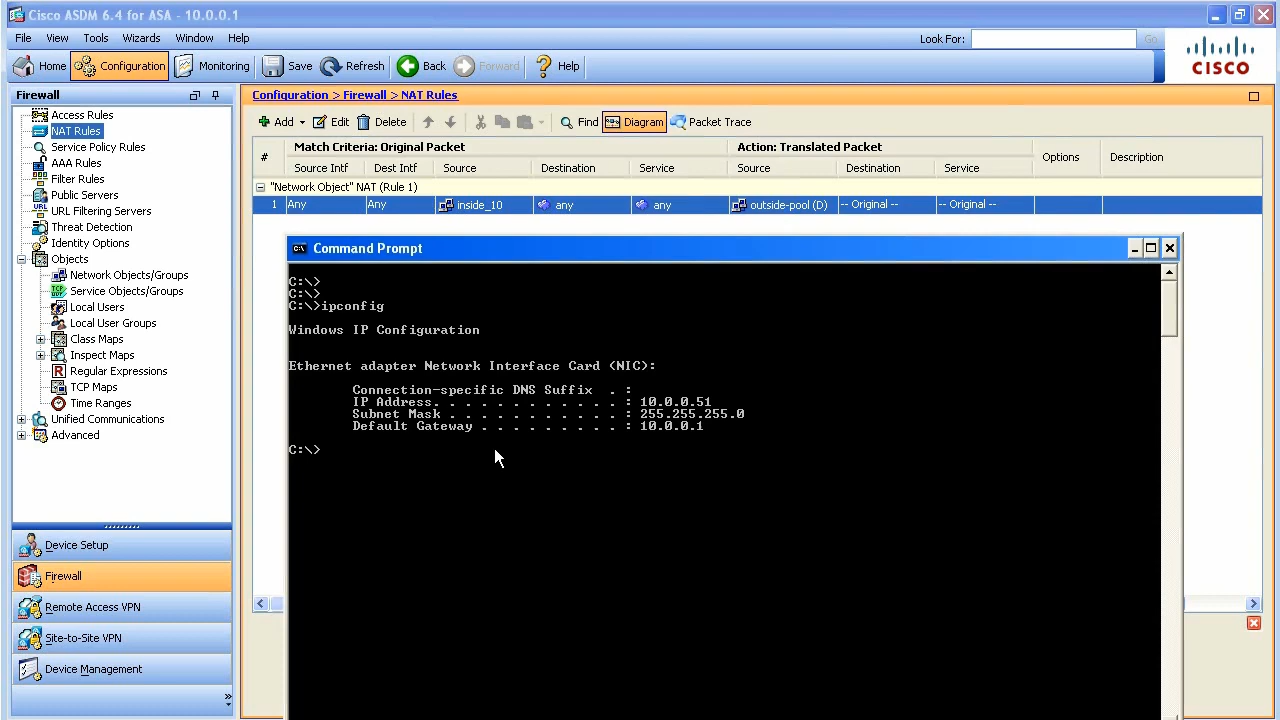 Cisco ASDM 6.4 for ASA - 10.0.0.1
File View Tools Wizards Window Help Look For: Go
Home Configuration Monitoring Save Refresh Back Forward Help
CISCO
Firewall
Access Rules
NAT Rules
Service Policy Rules
AAA Rules
Filter Rules
Public Servers
URL Filtering Servers
Threat Detection
Identity Options
Objects
Network Objects/Groups
Service Objects/Groups
Local Users
Local User Groups
Class Maps
Inspect Maps
Regular Expressions
TCP Maps
Time Ranges
Unified Communications
Advanced
Device Setup
Firewall
Remote Access VPN
Site-to-Site VPN
Device Management
Configuration > Firewall > NAT Rules
Add Edit Delete Find Diagram Packet Trace
# Match Criteria: Original Packet Action: Translated Packet Options Description
Source Intf Dest Intf Source Destination Service Source Destination Service
"Network Object" NAT (Rule 1)
1 Any Any inside_10 any any outside-pool (D) -- Original -- -- Original --
Command Prompt
C:\>
C:\>
C:\>ipconfig
Windows IP Configuration
Ethernet adapter Network Interface Card (NIC):
Connection-specific DNS Suffix . :
IP Address. . . . . . . . . . . . : 10.0.0.51
Subnet Mask . . . . . . . . . . . : 255.255.255.0
Default Gateway . . . . . . . . . : 10.0.0.1
C:\>